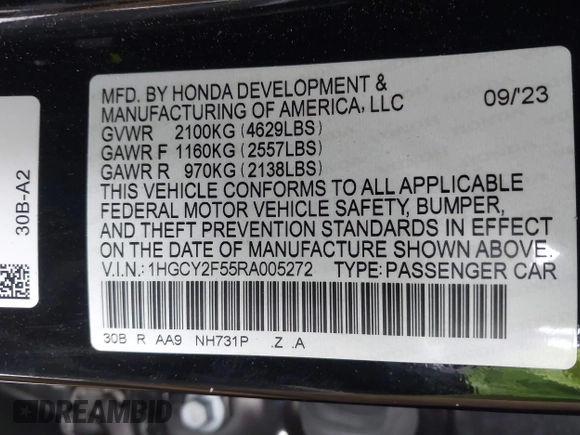 MFD. BY HONDA DEVELOPMENT &
MANUFACTURING OF AMERICA, LLC 09/'23
GVWR 2100KG (4629LBS)
GAWR F 1160KG (2557LBS)
GAWR R 970KG (2138LBS)
THIS VEHICLE CONFORMS TO ALL APPLICABLE
FEDERAL MOTOR VEHICLE SAFETY, BUMPER,
AND THEFT PREVENTION STANDARDS IN EFFECT
ON THE DATE OF MANUFACTURE SHOWN ABOVE.
V.I.N.: 1HGCY2F55RA005272 TYPE: PASSENGER CAR
30B R AA9 NH731P .Z .A
30B-A2
DREAMBID